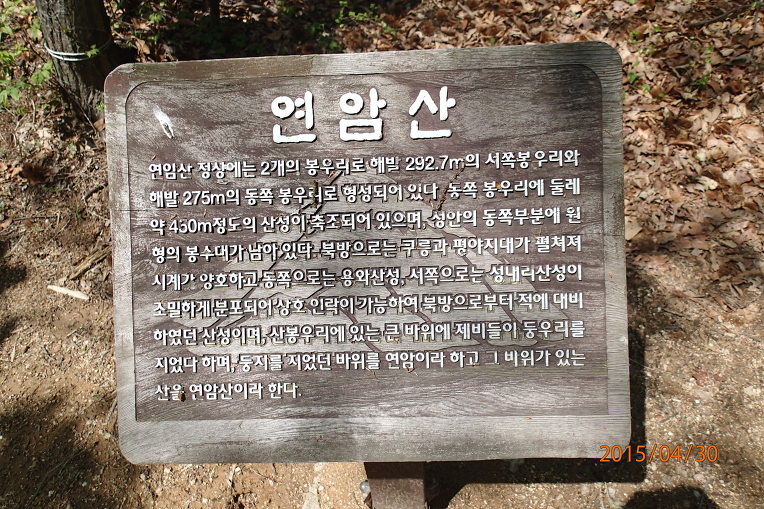 연암산
연암산 정상에는 2개의 봉우리로 해발 292.7m의 서쪽봉우리와
해발 275m의 동쪽 봉우리로 형성되어 있다. 동쪽 봉우리에 둘레
약 430m정도의 산성이 축조되어 있으며, 성안의 동쪽부분에 원
형의 봉수대가 남아 있다. 북방으로는 구릉과 평야지대가 펼쳐져
시계가 양호하고 동쪽으로는 용와산성, 서쪽으로는 성내리산성이
조밀하게 분포되어 상호 연락이 가능하여 북방으로부터 적에 대비
하였던 산성이며, 산봉우리에 있는 큰 바위에 제비들이 둥우리를
지었다 하며, 둥지를 지었던 바위를 연암이라 하고 그 바위가 있는
산을 연암산이라 한다.
2015/04/30